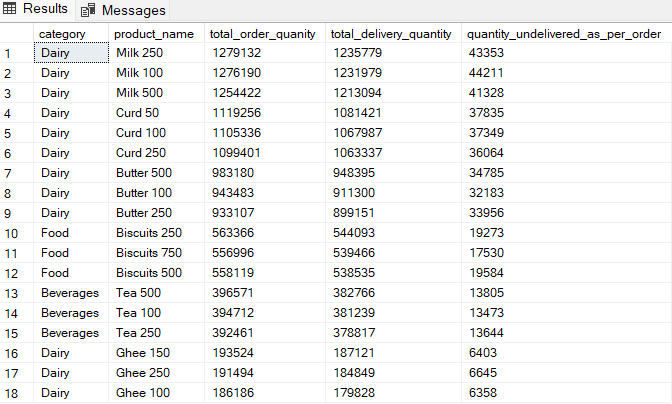 Results Messages
category product_name total_order_quanity total_delivery_quantity quantity_undelivered_as_per_order
1 Dairy Milk 250 1279132 1235779 43353
2 Dairy Milk 100 1276190 1231979 44211
3 Dairy Milk 500 1254422 1213094 41328
4 Dairy Curd 50 1119256 1081421 37835
5 Dairy Curd 100 1105336 1067987 37349
6 Dairy Curd 250 1099401 1063337 36064
7 Dairy Butter 500 983180 948395 34785
8 Dairy Butter 100 943483 911300 32183
9 Dairy Butter 250 933107 899151 33956
10 Food Biscuits 250 563366 544093 19273
11 Food Biscuits 750 556996 539466 17530
12 Food Biscuits 500 558119 538535 19584
13 Beverages Tea 500 396571 382766 13805
14 Beverages Tea 100 394712 381239 13473
15 Beverages Tea 250 392461 378817 13644
16 Dairy Ghee 150 193524 187121 6403
17 Dairy Ghee 250 191494 184849 6645
18 Dairy Ghee 100 186186 179828 6358